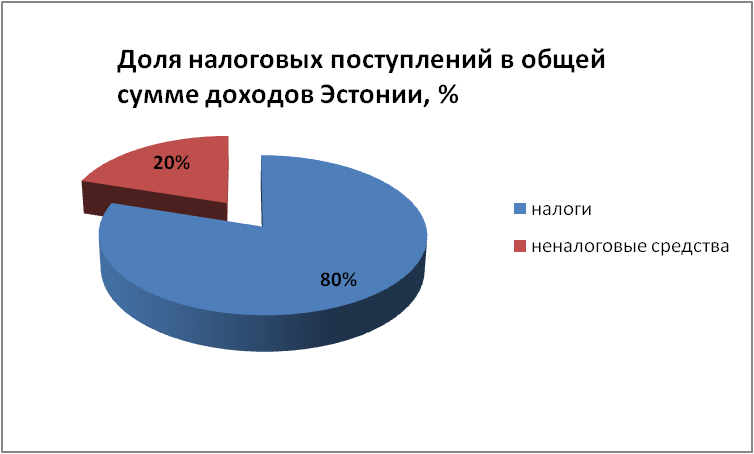 Доля налоговых поступлений в общей
сумме доходов Эстонии, %
20%
80%
налоги
неналоговые средства